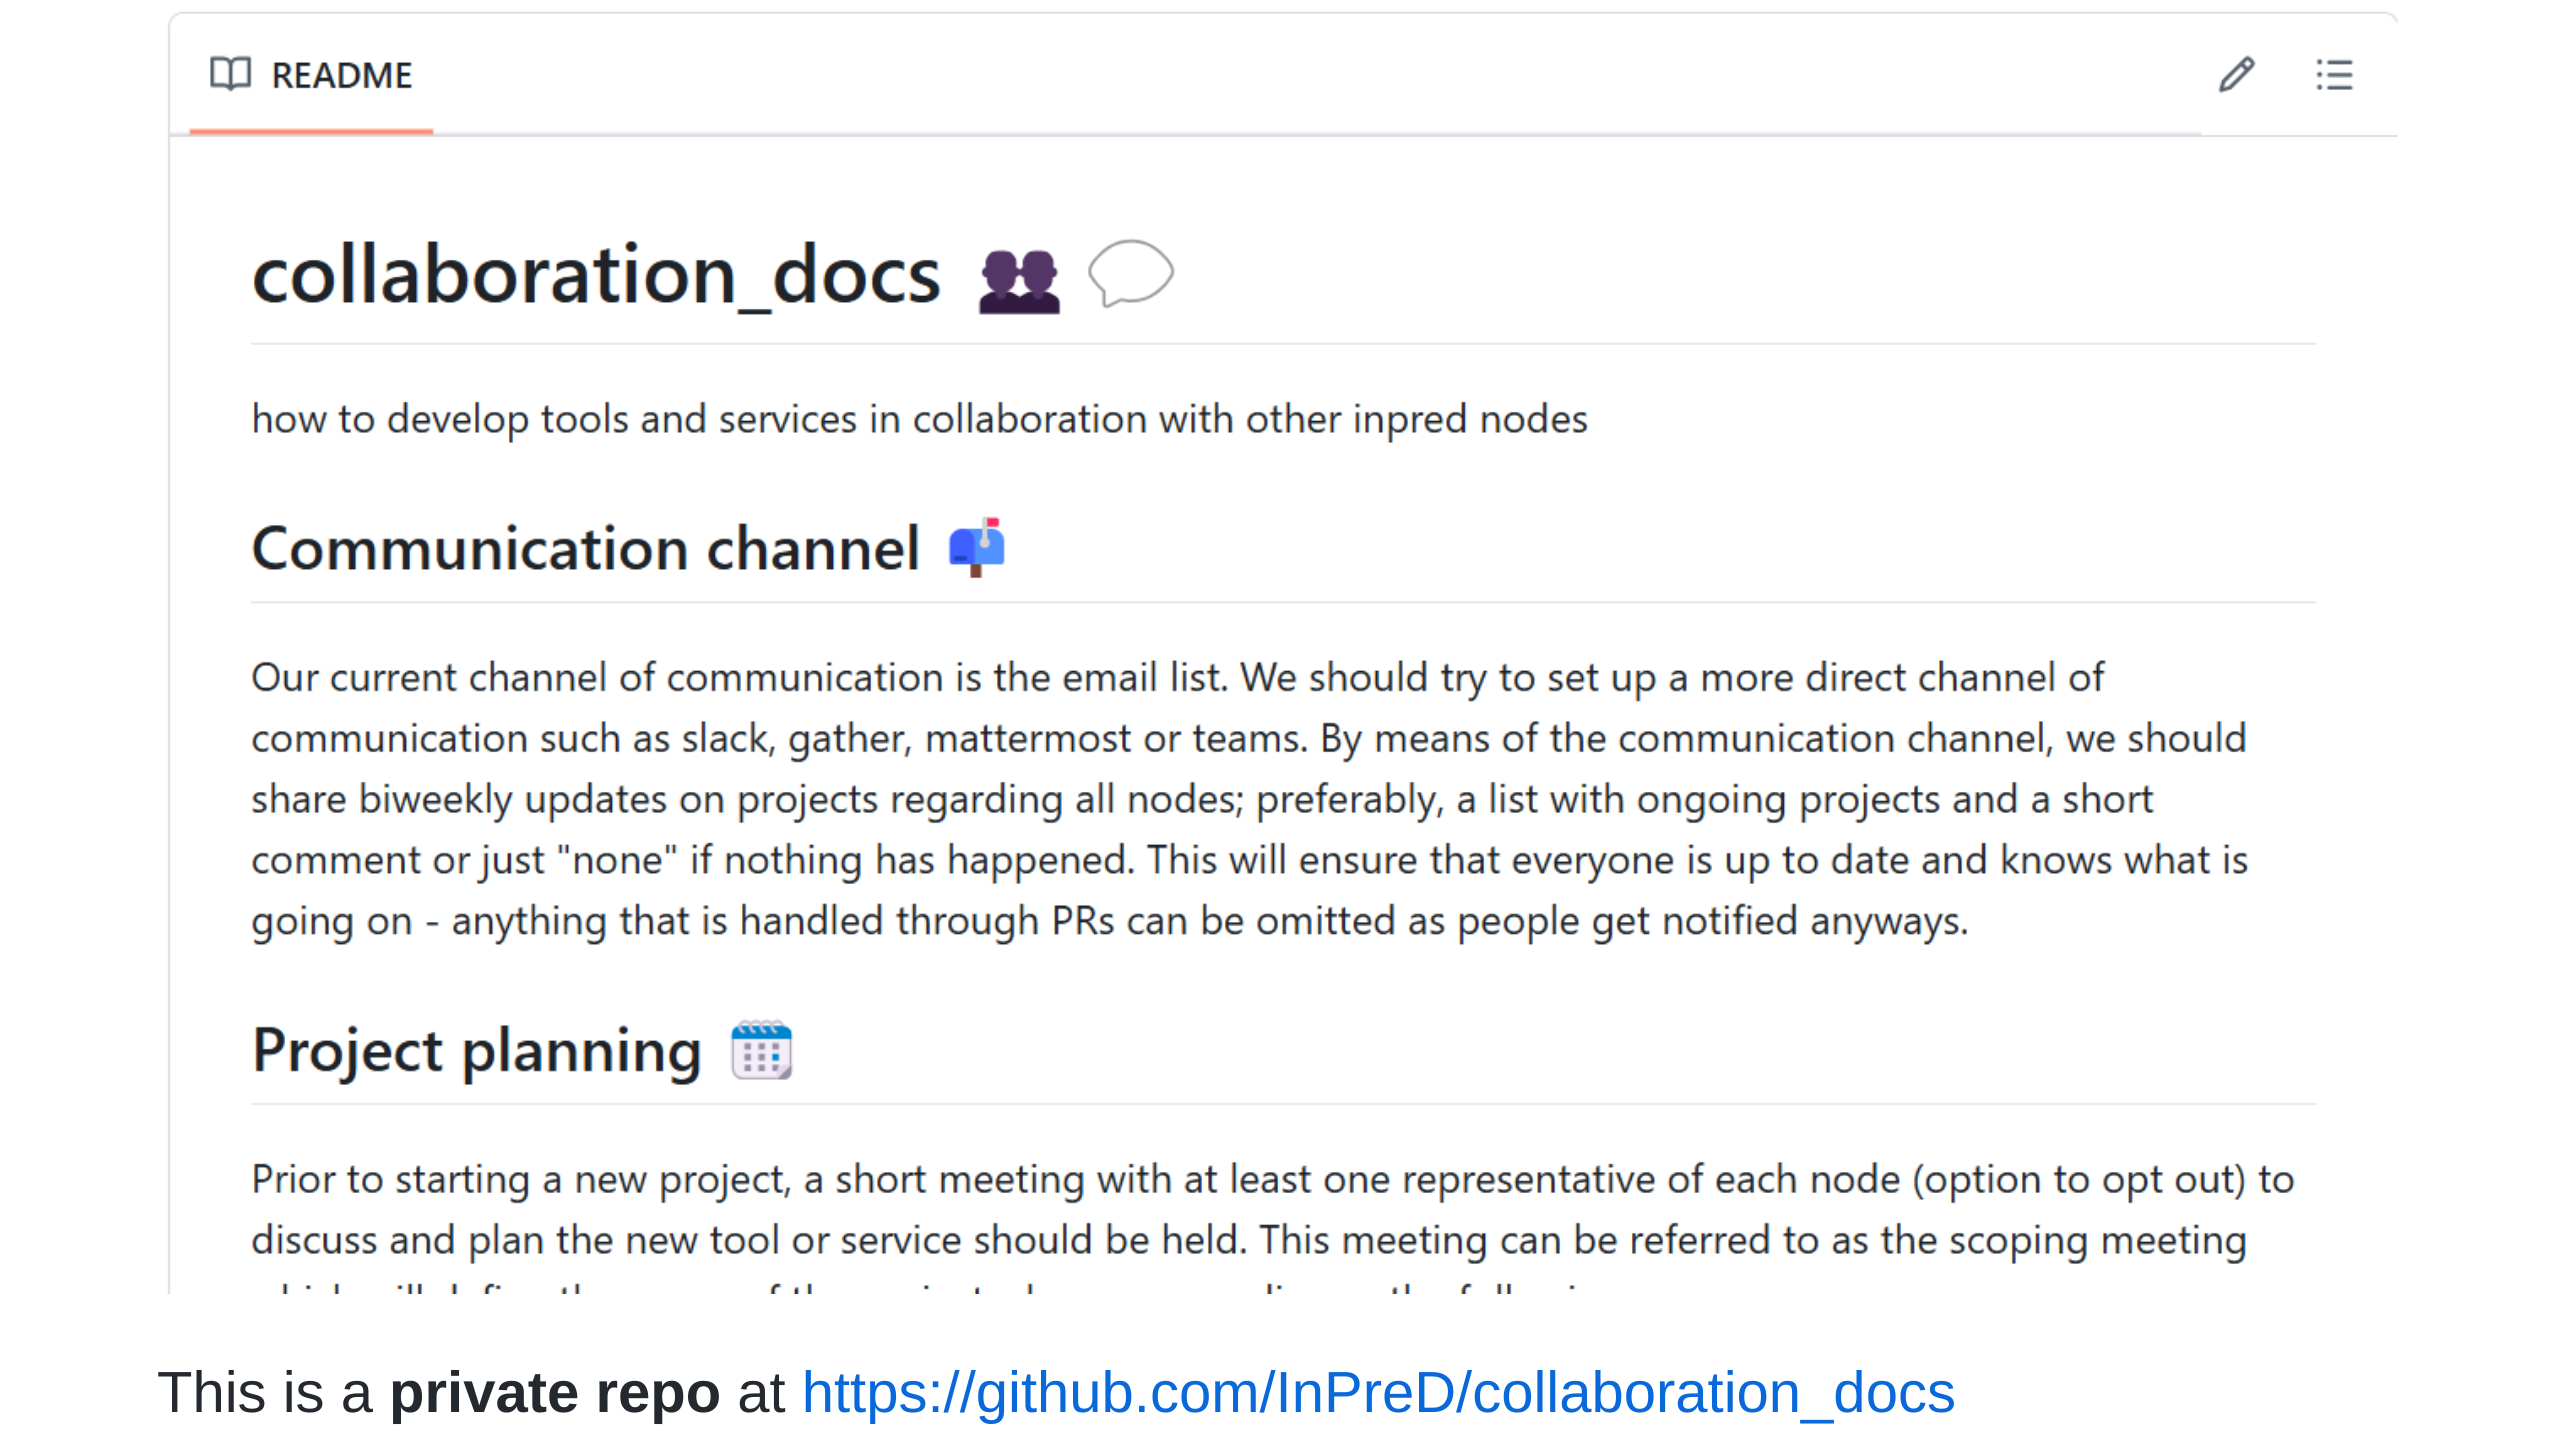 README
collaboration_docs
how to develop tools and services in collaboration with other inpred nodes
Communication channel
Our current channel of communication is the email list. We should try to set up a more direct channel of
communication such as slack, gather, mattermost or teams. By means of the communication channel, we should
share biweekly updates on projects regarding all nodes; preferably, a list with ongoing projects and a short
comment or just "none" if nothing has happened. This will ensure that everyone is up to date and knows what is
going on - anything that is handled through PRs can be omitted as people get notified anyways.
Project planning
Prior to starting a new project, a short meeting with at least one representative of each node (option to opt out) to
discuss and plan the new tool or service should be held. This meeting can be referred to as the scoping meeting
This is a private repo at https://github.com/InPreD/collaboration_docs